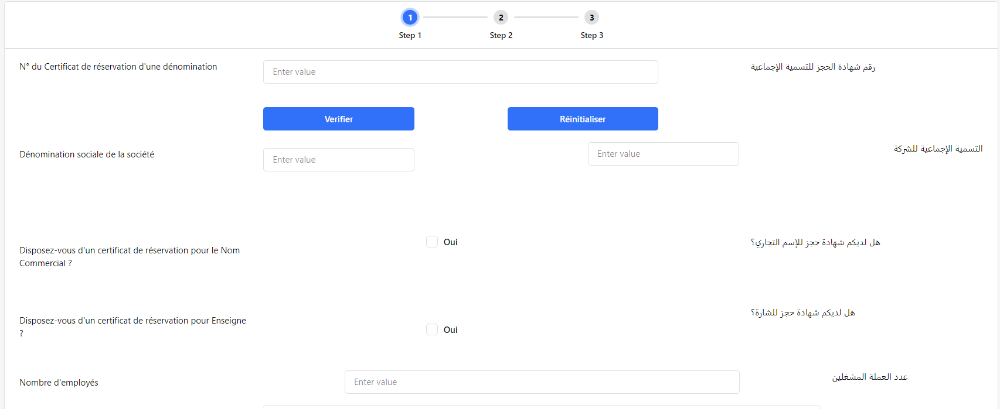 1 2 3
Step 1 Step 2 Step 3
N° du Certificat de réservation d'une dénomination
Enter value
رقم شهادة الحجز للتسمية الإجماعية
Verifier
Réinitialiser
Dénomination sociale de la société
Enter value
Enter value
التسمية الإجماعية للشركة
Disposez-vous d'un certificat de réservation pour le Nom
Commercial ?
Oui
هل لديكم شهادة حجز للإسم التجاري؟
Disposez-vous d'un certificat de réservation pour Enseigne
?
Oui
هل لديكم شهادة حجز للشارة؟
Nombre d'employés
Enter value
عدد العملة المشغلين